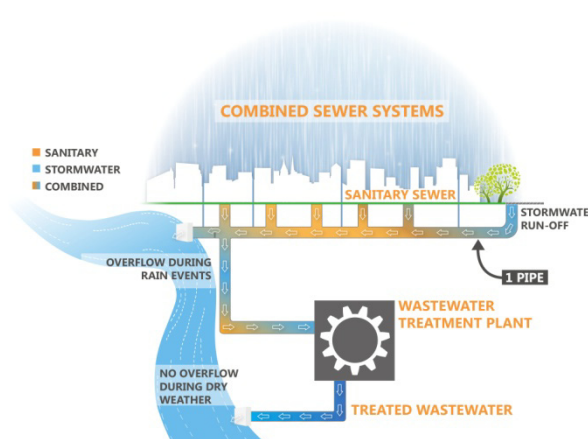 COMBINED SEWER SYSTEMS
SANITARY
STORMWATER
COMBINED
SANITARY SEWER
STORMWATE
RUN-OFF
OVERFLOW DURING
RAIN EVENTS
1 PIPE
WASTEWATER
TREATMENT PLANT
NO OVERFLOW
DURING DRY
WEATHER
TREATED WASTEWATER